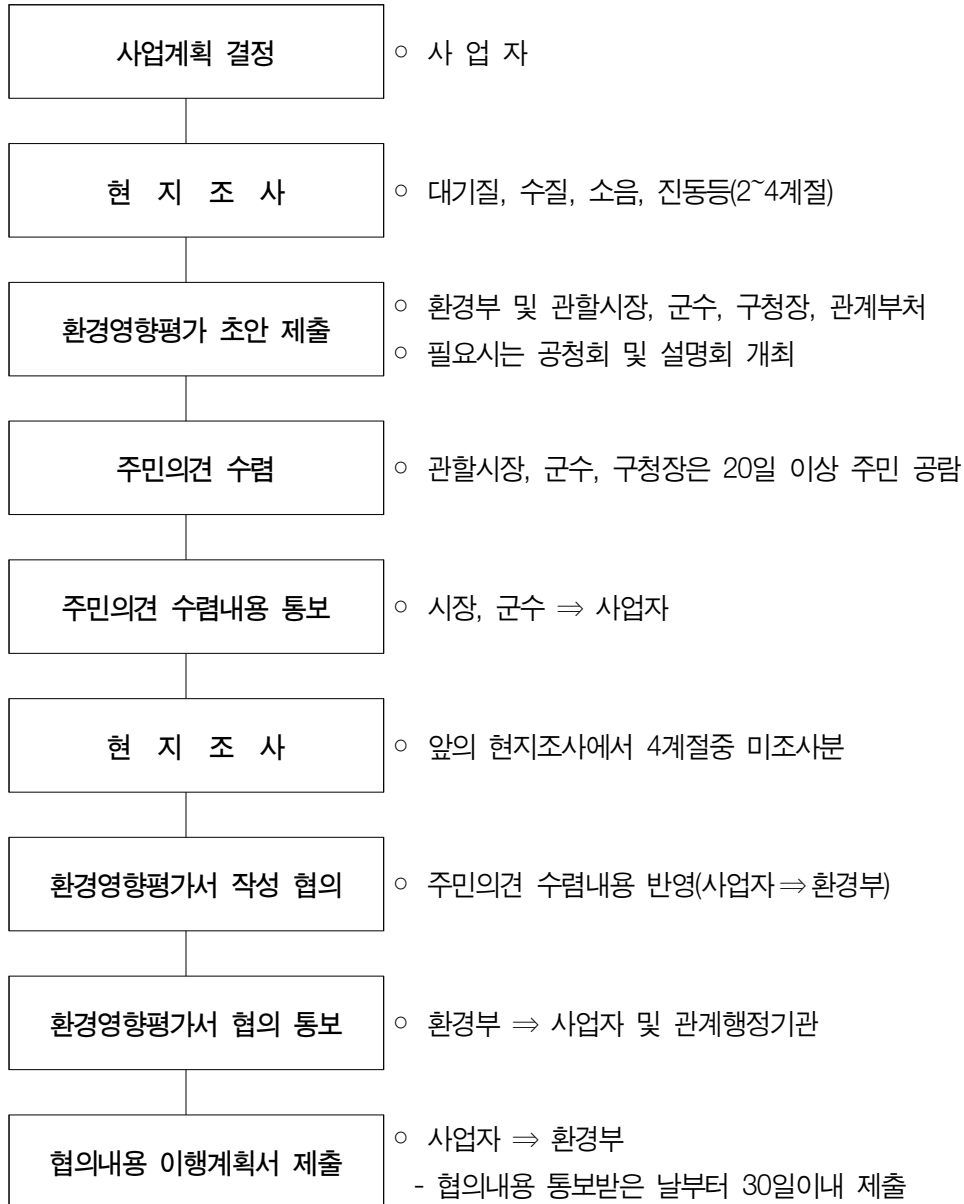 사업계획 결정
○ 사 업 자
현 지 조 사
○ 대기질, 수질, 소음, 진동등(2~4계절)
환경영향평가 초안 제출
○ 환경부 및 관할시장, 군수, 구청장, 관계부처
○ 필요시는 공청회 및 설명회 개최
주민의견 수렴
○ 관할시장, 군수, 구청장은 20일 이상 주민 공람
주민의견 수렴내용 통보
○ 시장, 군수 ⇒ 사업자
현 지 조 사
○ 앞의 현지조사에서 4계절중 미조사분
환경영향평가서 작성 협의
○ 주민의견 수렴내용 반영(사업자⇒환경부)
환경영향평가서 협의 통보
○ 환경부 ⇒ 사업자 및 관계행정기관
협의내용 이행계획서 제출
○ 사업자 ⇒ 환경부
- 협의내용 통보받은 날부터 30일이내 제출